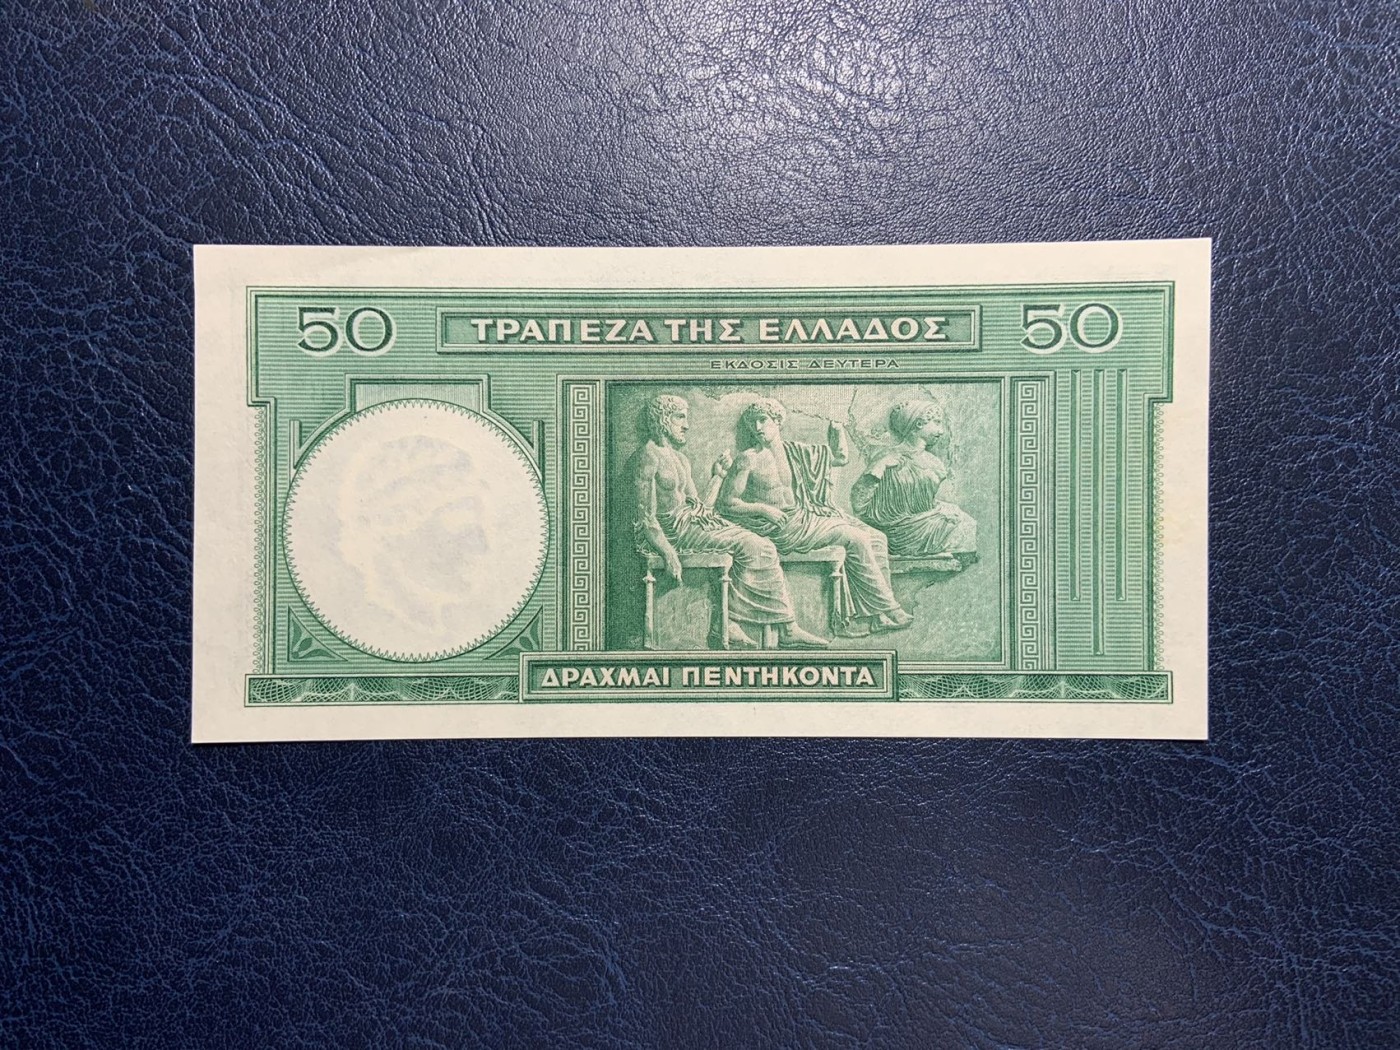 50 ΤΡΑΠΕΖΑ ΤΗΣ ΕΛΛΑΔΟΣ 50
ΕΚΔΟΣΙΣ ΔΕΥΤΕΡΑ
ΔΡΑΧΜΑΙ ΠΕΝΤΗΚΟΝΤΑ